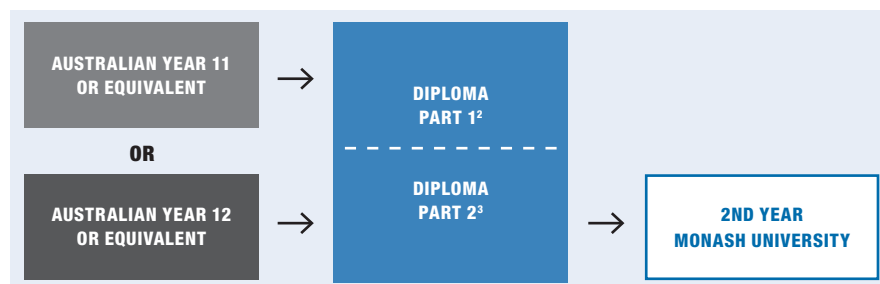 AUSTRALIAN YEAR 11
OR EQUIVALENT
DIPLOMA
PART 1²
OR
AUSTRALIAN YEAR 12
OR EQUIVALENT
DIPLOMA
PART 2³
2ND YEAR
MONASH UNIVERSITY